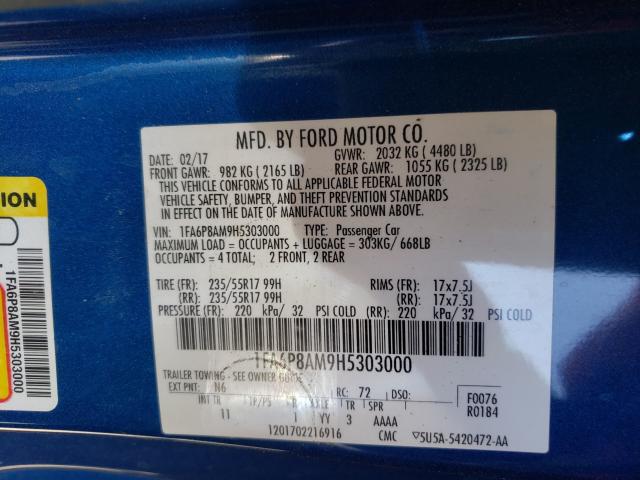 MFD. BY FORD MOTOR CO.
DATE: 02/17 GVWR: 2032 KG ( 4480 LB)
FRONT GAWR: 982 KG ( 2165 LB) REAR GAWR: 1055 KG ( 2325 LB)
THIS VEHICLE CONFORMS TO ALL APPLICABLE FEDERAL MOTOR
VEHICLE SAFETY, BUMPER, AND THEFT PREVENTION STANDARDS
IN EFFECT ON THE DATE OF MANUFACTURE SHOWN ABOVE.
VIN: 1FA6P8AM9H5303000 TYPE: Passenger Car
MAXIMUM LOAD = OCCUPANTS + LUGGAGE = 303KG/ 668LB
OCCUPANTS = 4 TOTAL; 2 FRONT, 2 REAR
TIRE (FR): 235/55R17 99H RIMS (FR): 17x7.5J
(RR): 235/55R17 99H (RR): 17x7.5J
PRESSURE (FR): 220 kPa/ 32 PSI COLD (RR): 220 kPa/ 32 PSI COLD
1FA6P8AM9H5303000
TRAILER TOWING - SEE OWNER GUIDE
EXT PNT: N6 RC: 72 DSO: F0076
INT TR TP/PS AXLE TR SPR R0184
11 YY 3 AAAA
1201702216916 CMC 5U5A-5420472-AA
ION
1FA6P8AM9H5303000